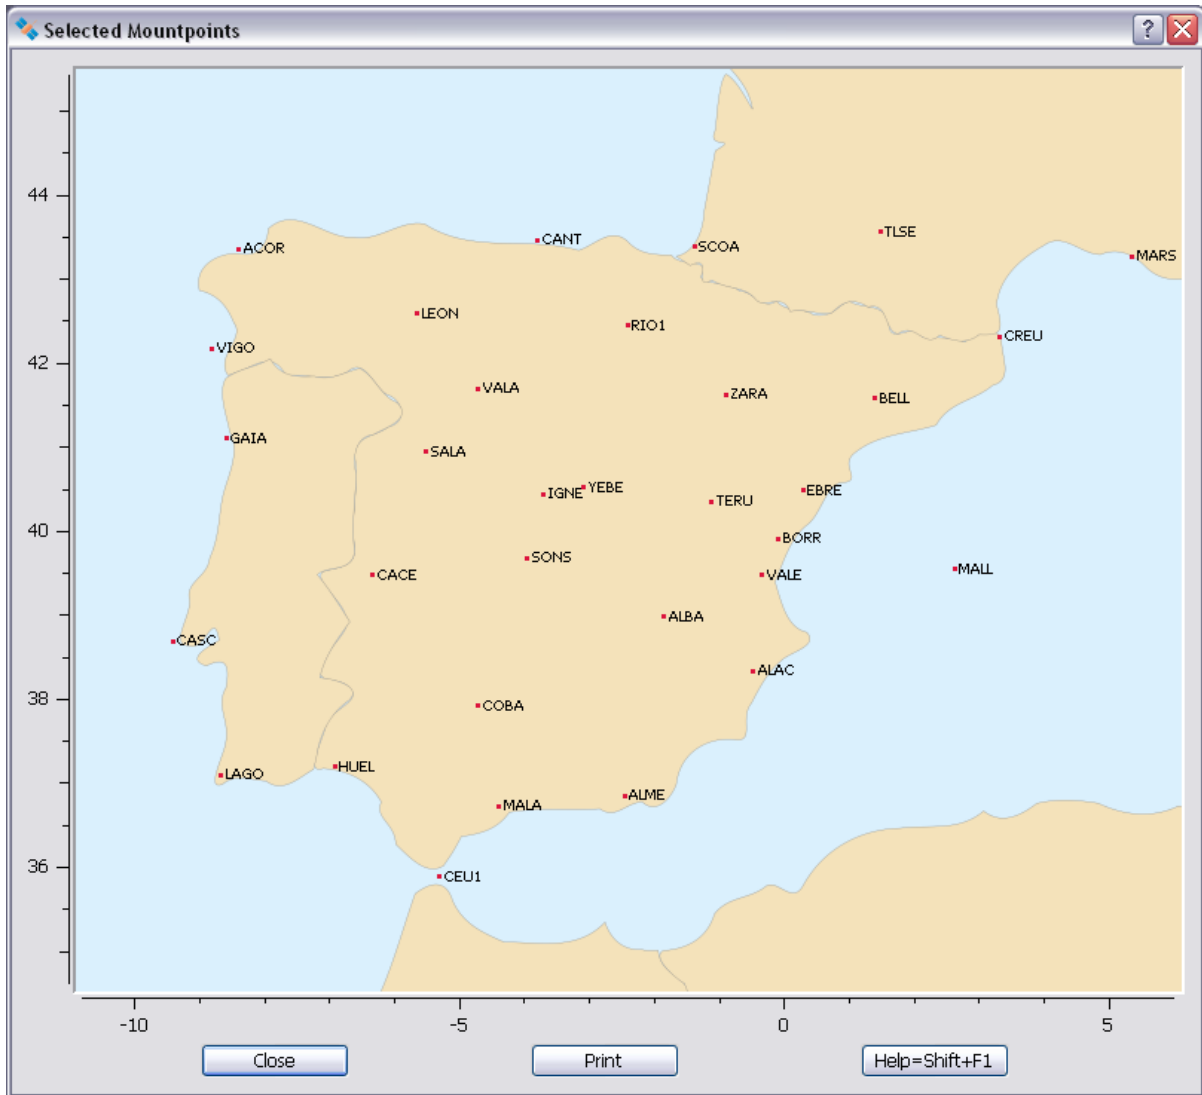 Selected Mountpoints
44
ACOR
CANT
SCOA
TLSE
MARS
LEON
RIO1
CREU
VIGO
42
VALA
ZARA
BELL
GAIA
SALA
IGNE
YEBE
TERU
EBRE
40
BORR
SONS
CACE
VALE
MALL
ALBA
CASC
ALAC
38
COBA
LAGO
HUEL
MALA
ALME
36
CEU1
-10 -5 0 5
Close Print Help=Shift+F1